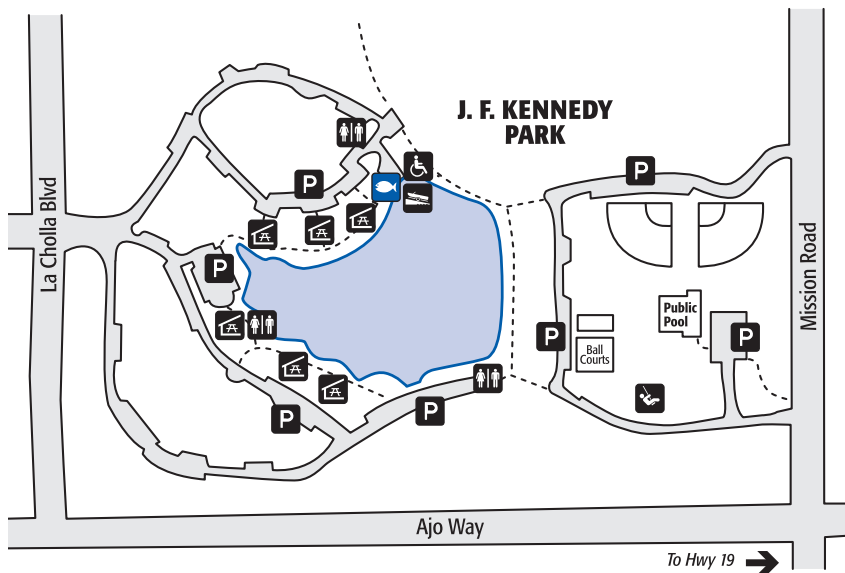 J. F. KENNEDY
PARK
P
P
La Cholla Blvd
P
Mission Road
Public
Pool
P
P
Ball
Courts
P
P
Ajo Way
To Hwy 19